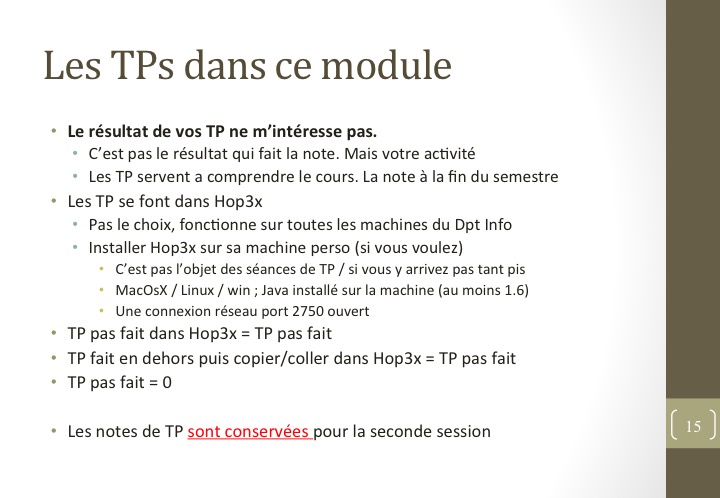 Les TPs dans ce module
• Le résultat de vos TP ne m’intéresse pas.
• C’est pas le résultat qui fait la note. Mais votre activité
• Les TP servent a comprendre le cours. La note à la fin du semestre
• Les TP se font dans Hop3x
• Pas le choix, fonctionne sur toutes les machines du Dpt Info
• Installer Hop3x sur sa machine perso (si vous voulez)
• C’est pas l’objet des séances de TP / si vous y arrivez pas tant pis
• MacOsX / Linux / win ; Java installé sur la machine (au moins 1.6)
• Une connexion réseau port 2750 ouvert
• TP pas fait dans Hop3x = TP pas fait
• TP fait en dehors puis copier/coller dans Hop3x = TP pas fait
• TP pas fait = 0
• Les notes de TP sont conservées pour la seconde session
15